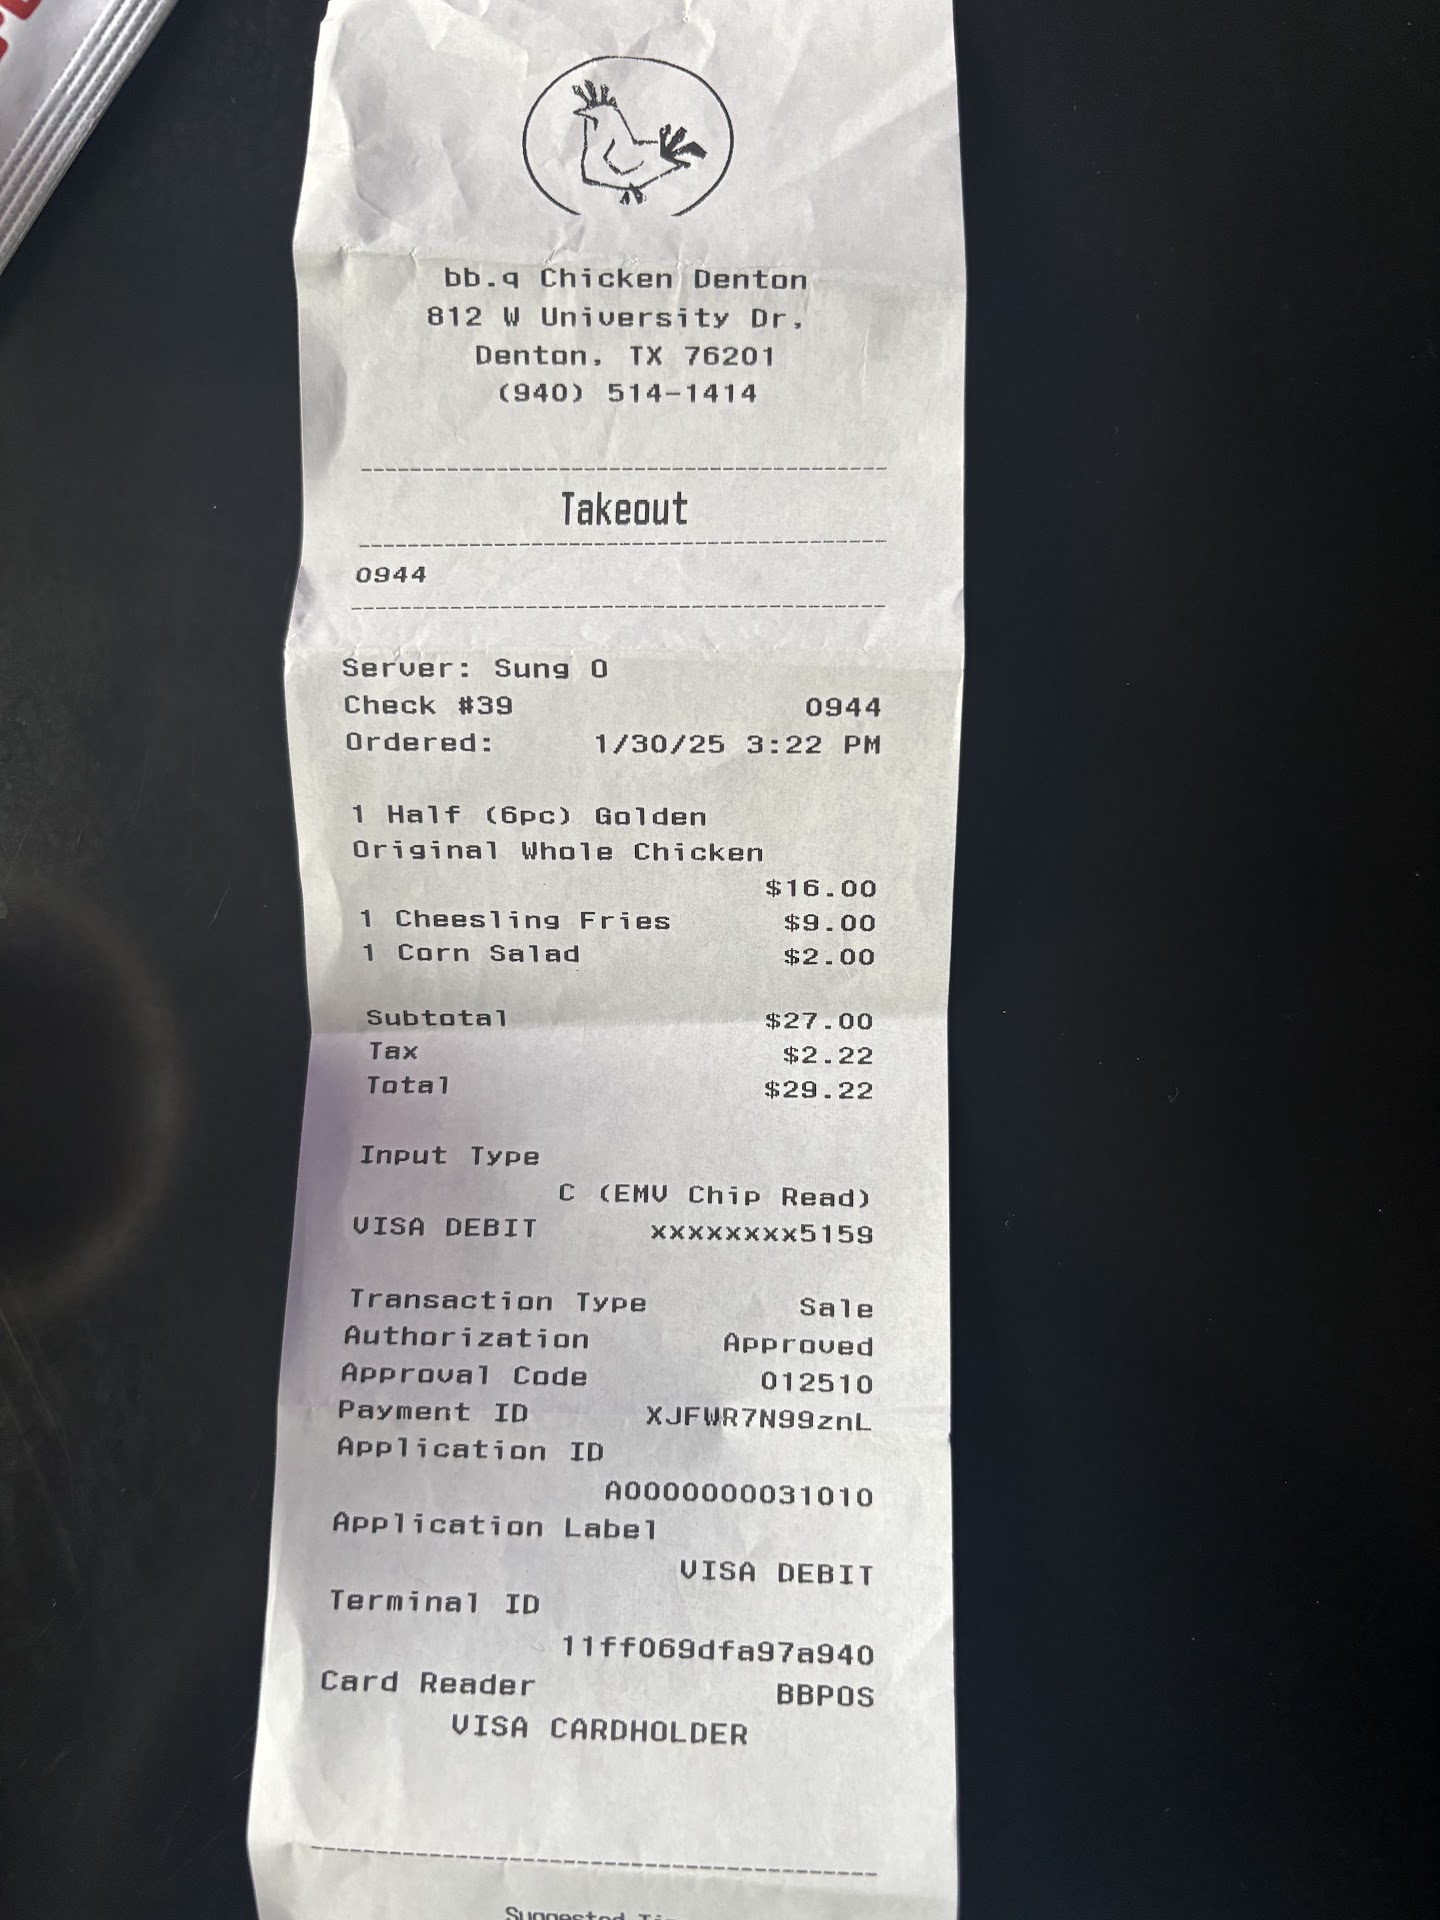 bb.q Chicken Denton
812 W University Dr,
Denton, TX 76201
(940) 514-1414
Takeout
0944
Server: Sung O
Check #39 0944
Ordered: 1/30/25 3:22 PM
1 Half (6pc) Golden
Original Whole Chicken
$16.00
1 Cheesling Fries $9.00
1 Corn Salad $2.00
Subtotal $27.00
Tax $2.22
Total $29.22
Input Type
C (EMV Chip Read)
VISA DEBIT xxxxxxxx5159
Transaction Type Sale
Authorization Approved
Approval Code 012510
Payment ID XJFWR7N99znL
Application ID
A0000000031010
Application Label
VISA DEBIT
Terminal ID
11ff069dfa97a940
Card Reader BBPOS
VISA CARDHOLDER
Suggested